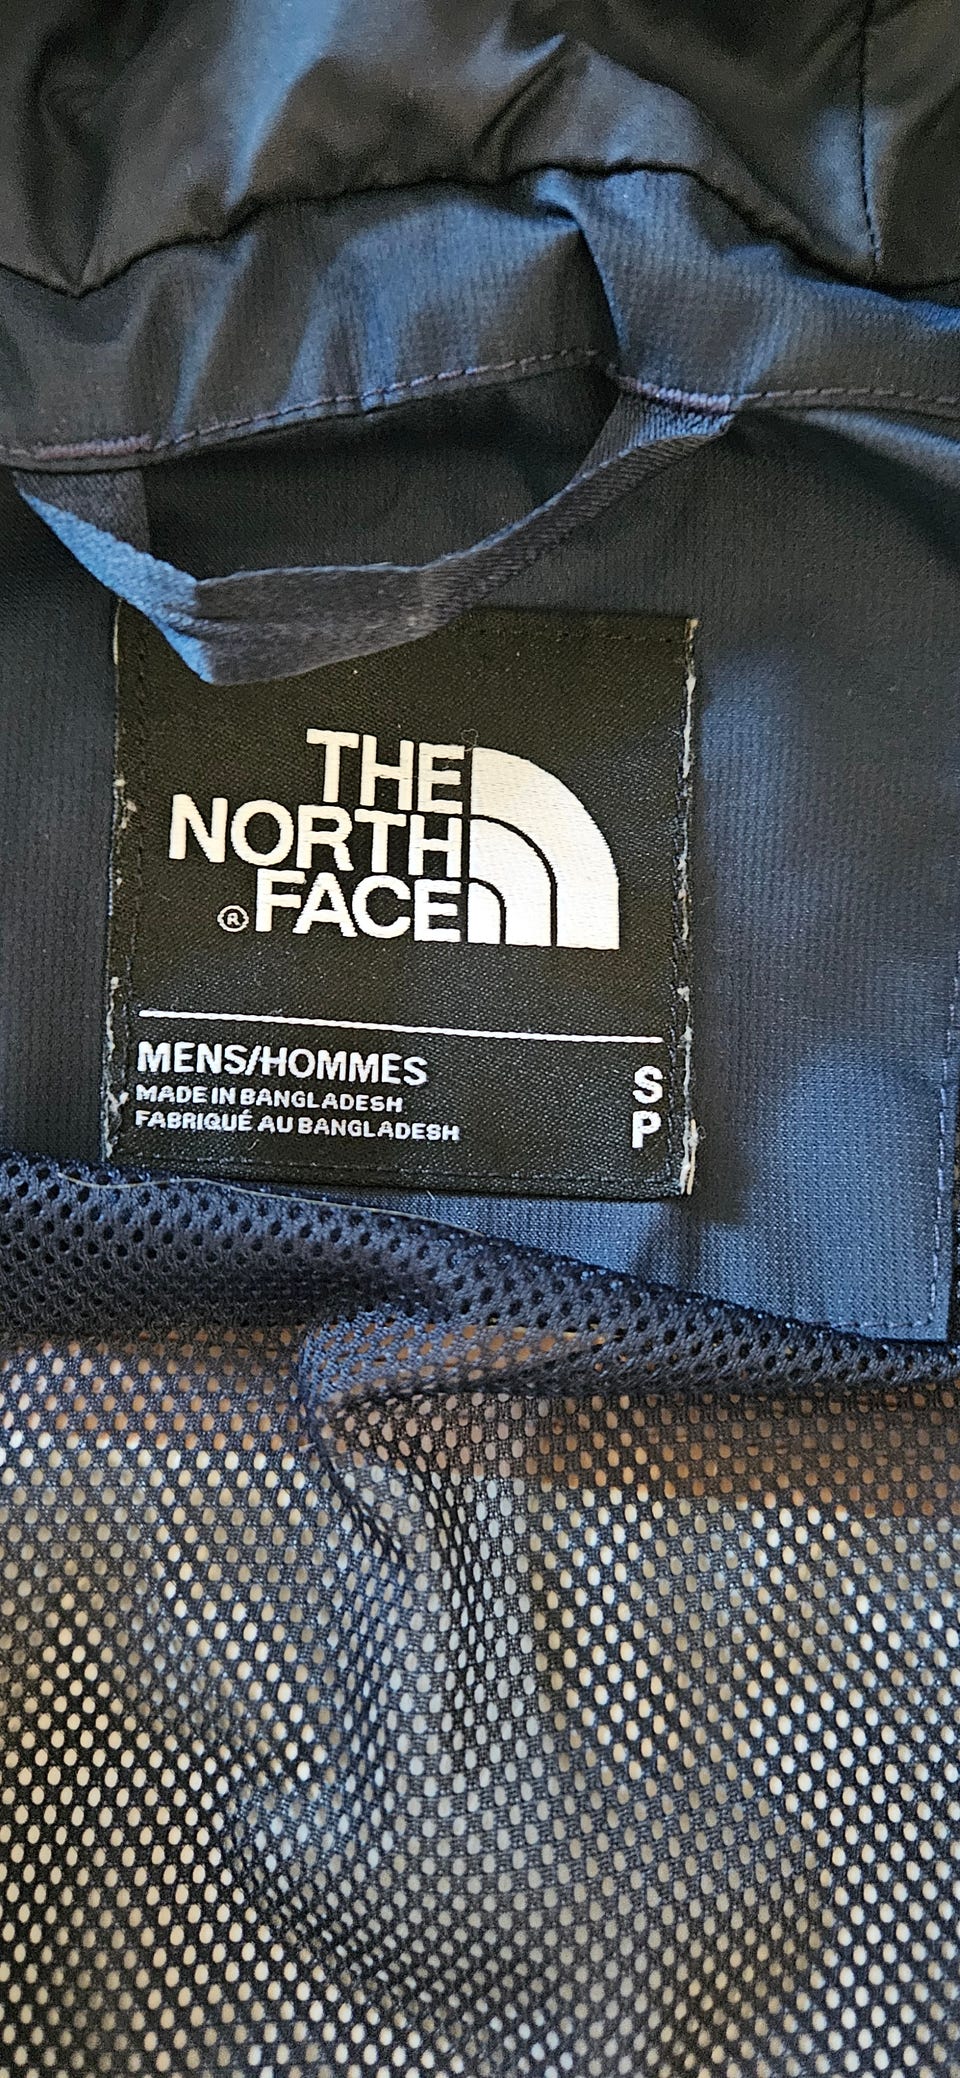 THE
NORTH
® FACE
MENS/HOMMES S
MADE IN BANGLADESH
FABRIQUÉ AU BANGLADESH P